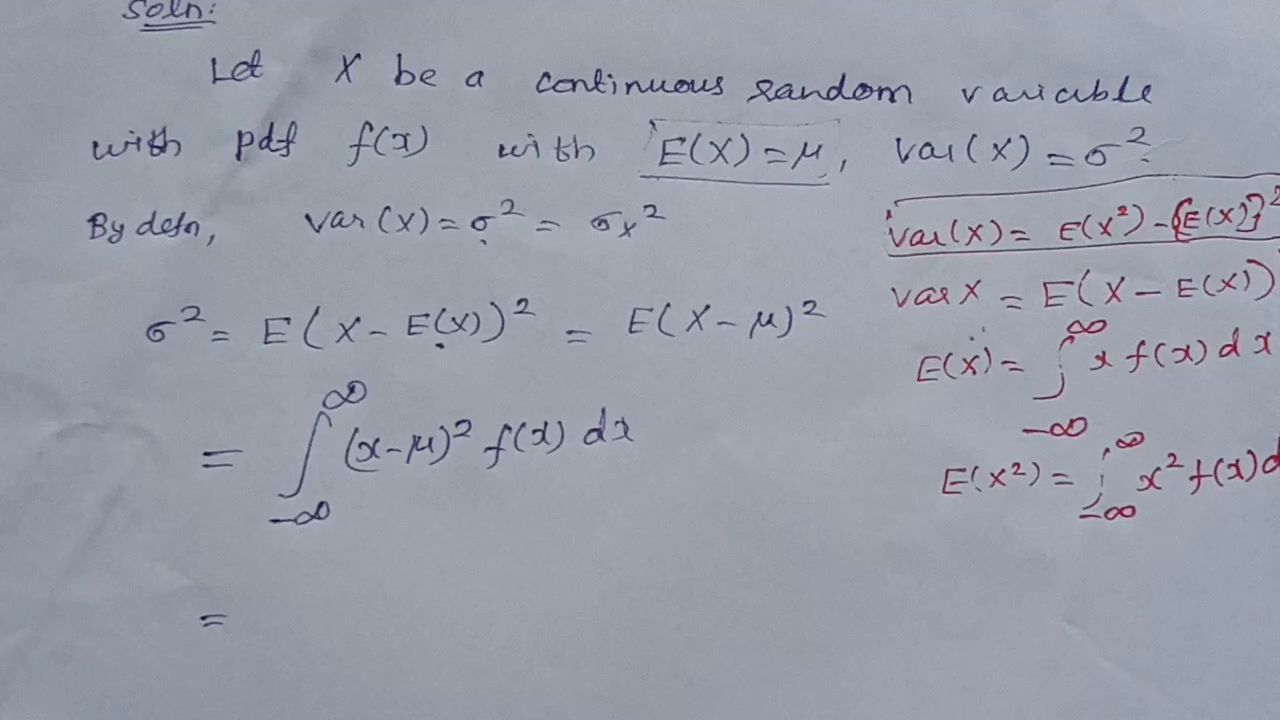 Soln:
Let X be a continuous random variable
with pdf f(x) with E(X) = μ, var(X) = σ².
By defn, var(X) = σ² = σₓ²
σ² = E(X - E(X))² = E(X - μ)²
= ∫_{-∞}^{∞} (x-μ)² f(x) dx
=
var(X) = E(X²) - {E(X)}²
var X = E(X - E(X))
E(X) = ∫_{-∞}^{∞} x f(x) dx
E(X²) = ∫_{-∞}^{∞} x² f(x) d